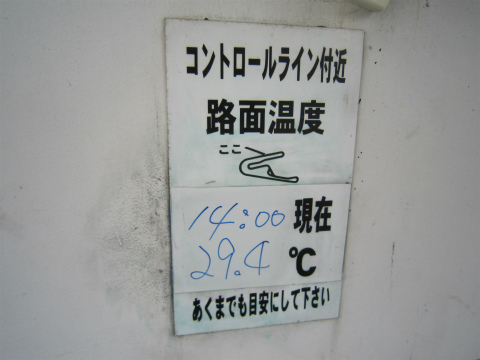 コントロールライン付近
路面温度
ここ
14:00 現在
29.4 ℃
あくまでも目安にして下さい